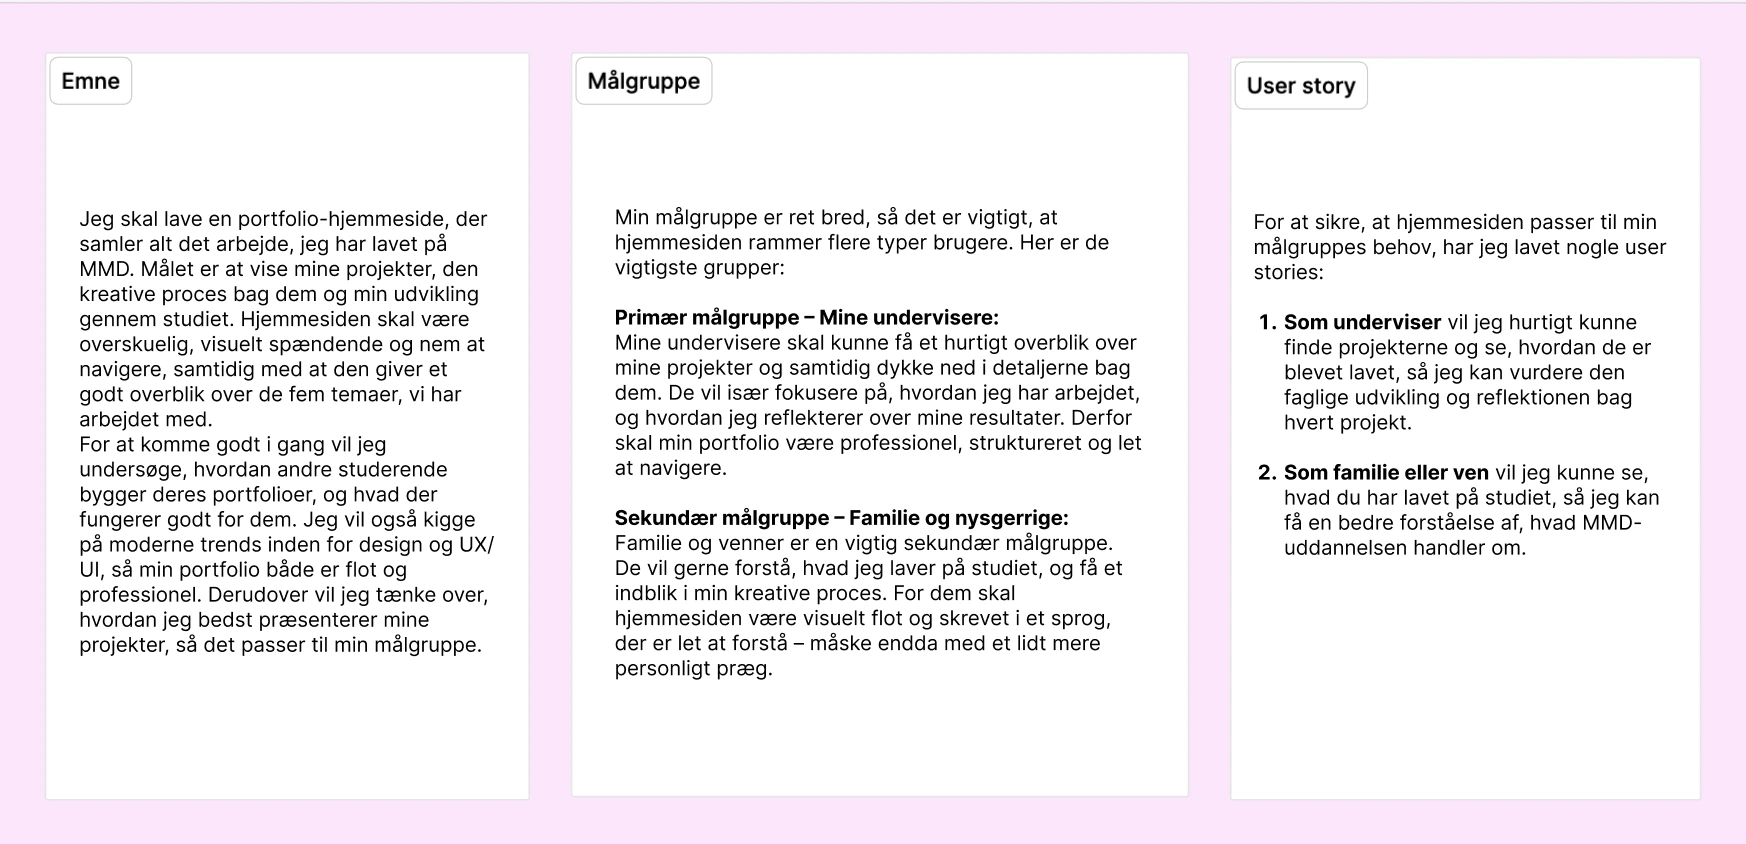 Emne
Jeg skal lave en portfolio-hjemmeside, der
samler alt det arbejde, jeg har lavet på
MMD. Målet er at vise mine projekter, den
kreative proces bag dem og min udvikling
gennem studiet. Hjemmesiden skal være
overskuelig, visuelt spændende og nem at
navigere, samtidig med at den giver et
godt overblik over de fem temaer, vi har
arbejdet med.
For at komme godt i gang vil jeg
undersøge, hvordan andre studerende
bygger deres portfolioer, og hvad der
fungerer godt for dem. Jeg vil også kigge
på moderne trends inden for design og UX/
UI, så min portfolio både er flot og
professionel. Derudover vil jeg tænke over,
hvordan jeg bedst præsenterer mine
projekter, så det passer til min målgruppe.
Målgruppe
Min målgruppe er ret bred, så det er vigtigt, at
hjemmesiden rammer flere typer brugere. Her er de
vigtigste grupper:
Primær målgruppe – Mine undervisere:
Mine undervisere skal kunne få et hurtigt overblik over
mine projekter og samtidig dykke ned i detaljerne bag
dem. De vil især fokusere på, hvordan jeg har arbejdet,
og hvordan jeg reflekterer over mine resultater. Derfor
skal min portfolio være professionel, struktureret og let
at navigere.
Sekundær målgruppe – Familie og nysgerrige:
Familie og venner er en vigtig sekundær målgruppe.
De vil gerne forstå, hvad jeg laver på studiet, og få et
indblik i min kreative proces. For dem skal
hjemmesiden være visuelt flot og skrevet i et sprog,
der er let at forstå – måske endda med et lidt mere
personligt præg.
User story
For at sikre, at hjemmesiden passer til min
målgruppes behov, har jeg lavet nogle user
stories:
1. Som underviser vil jeg hurtigt kunne
finde projekterne og se, hvordan de er
blevet lavet, så jeg kan vurdere den
faglige udvikling og reflektionen bag
hvert projekt.
2. Som familie eller ven vil jeg kunne se,
hvad du har lavet på studiet, så jeg kan
få en bedre forståelse af, hvad MMD-
uddannelsen handler om.